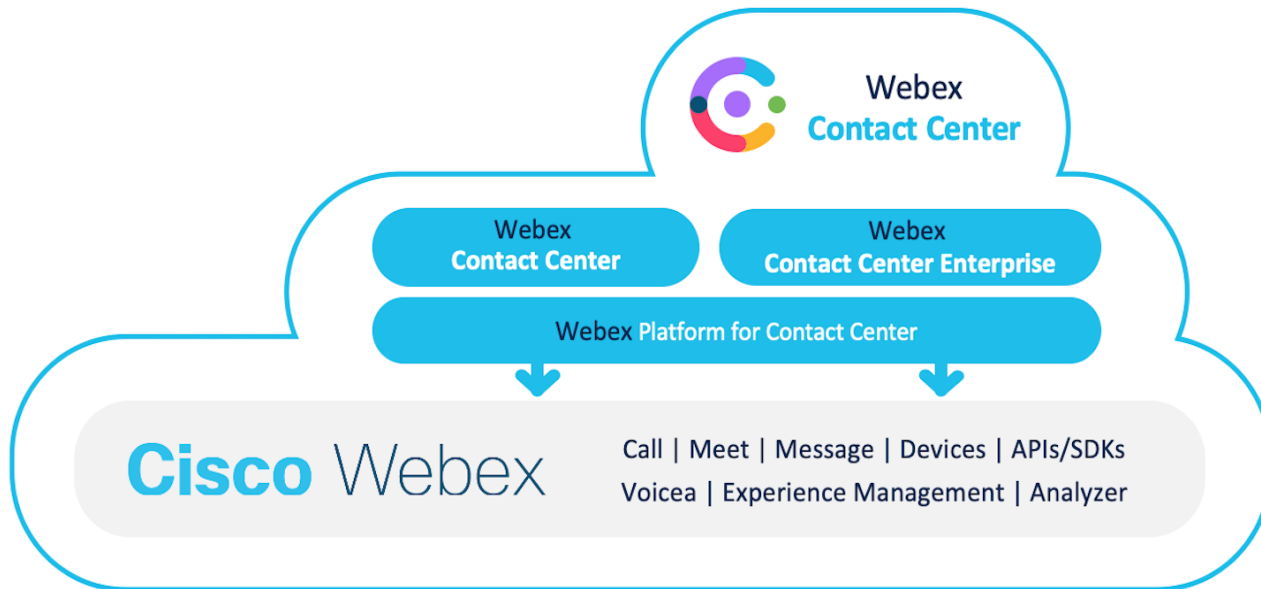 Webex
Contact Center
Webex
Contact Center
Webex
Contact Center Enterprise
Webex Platform for Contact Center
Cisco Webex
Call | Meet | Message | Devices | APIs/SDKs
Voicea | Experience Management | Analyzer